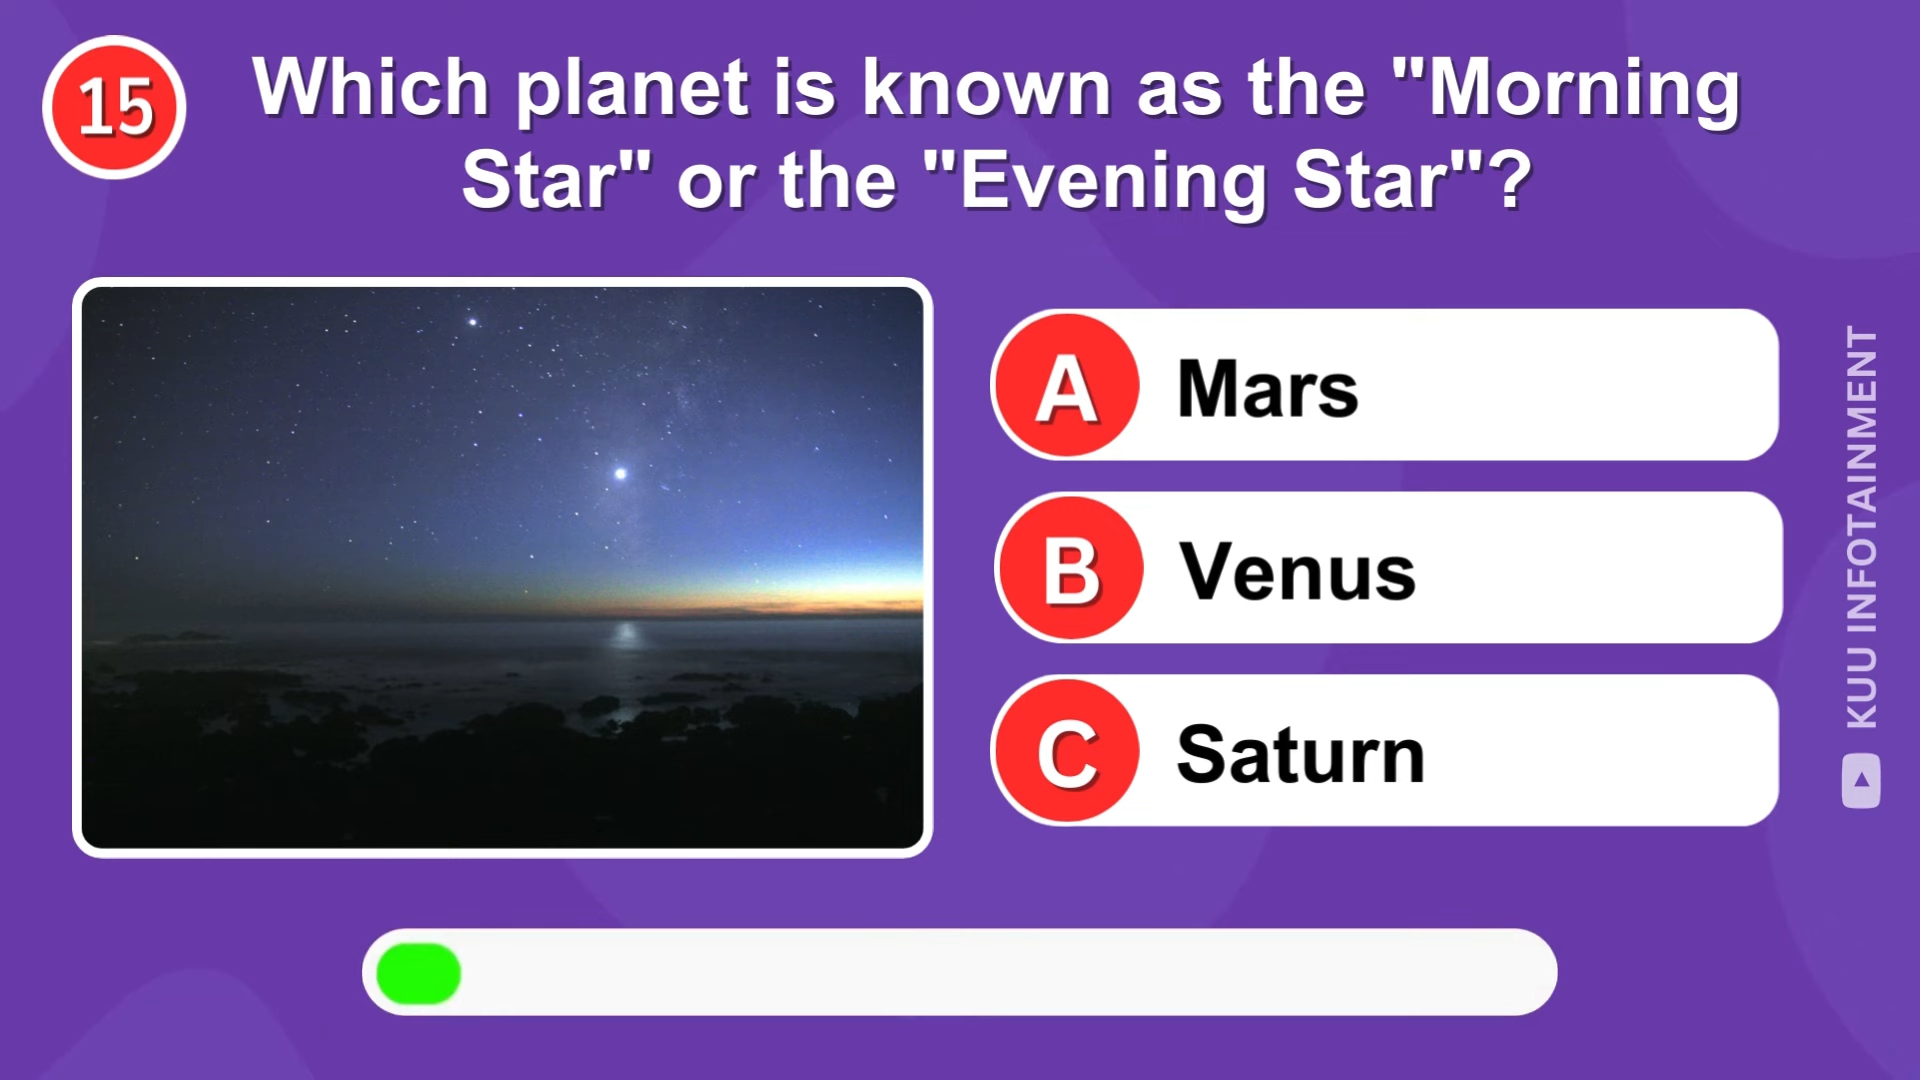 15
Which planet is known as the "Morning
Star" or the "Evening Star"?
A Mars
B Venus
C Saturn
KUU INFOTAINMENT